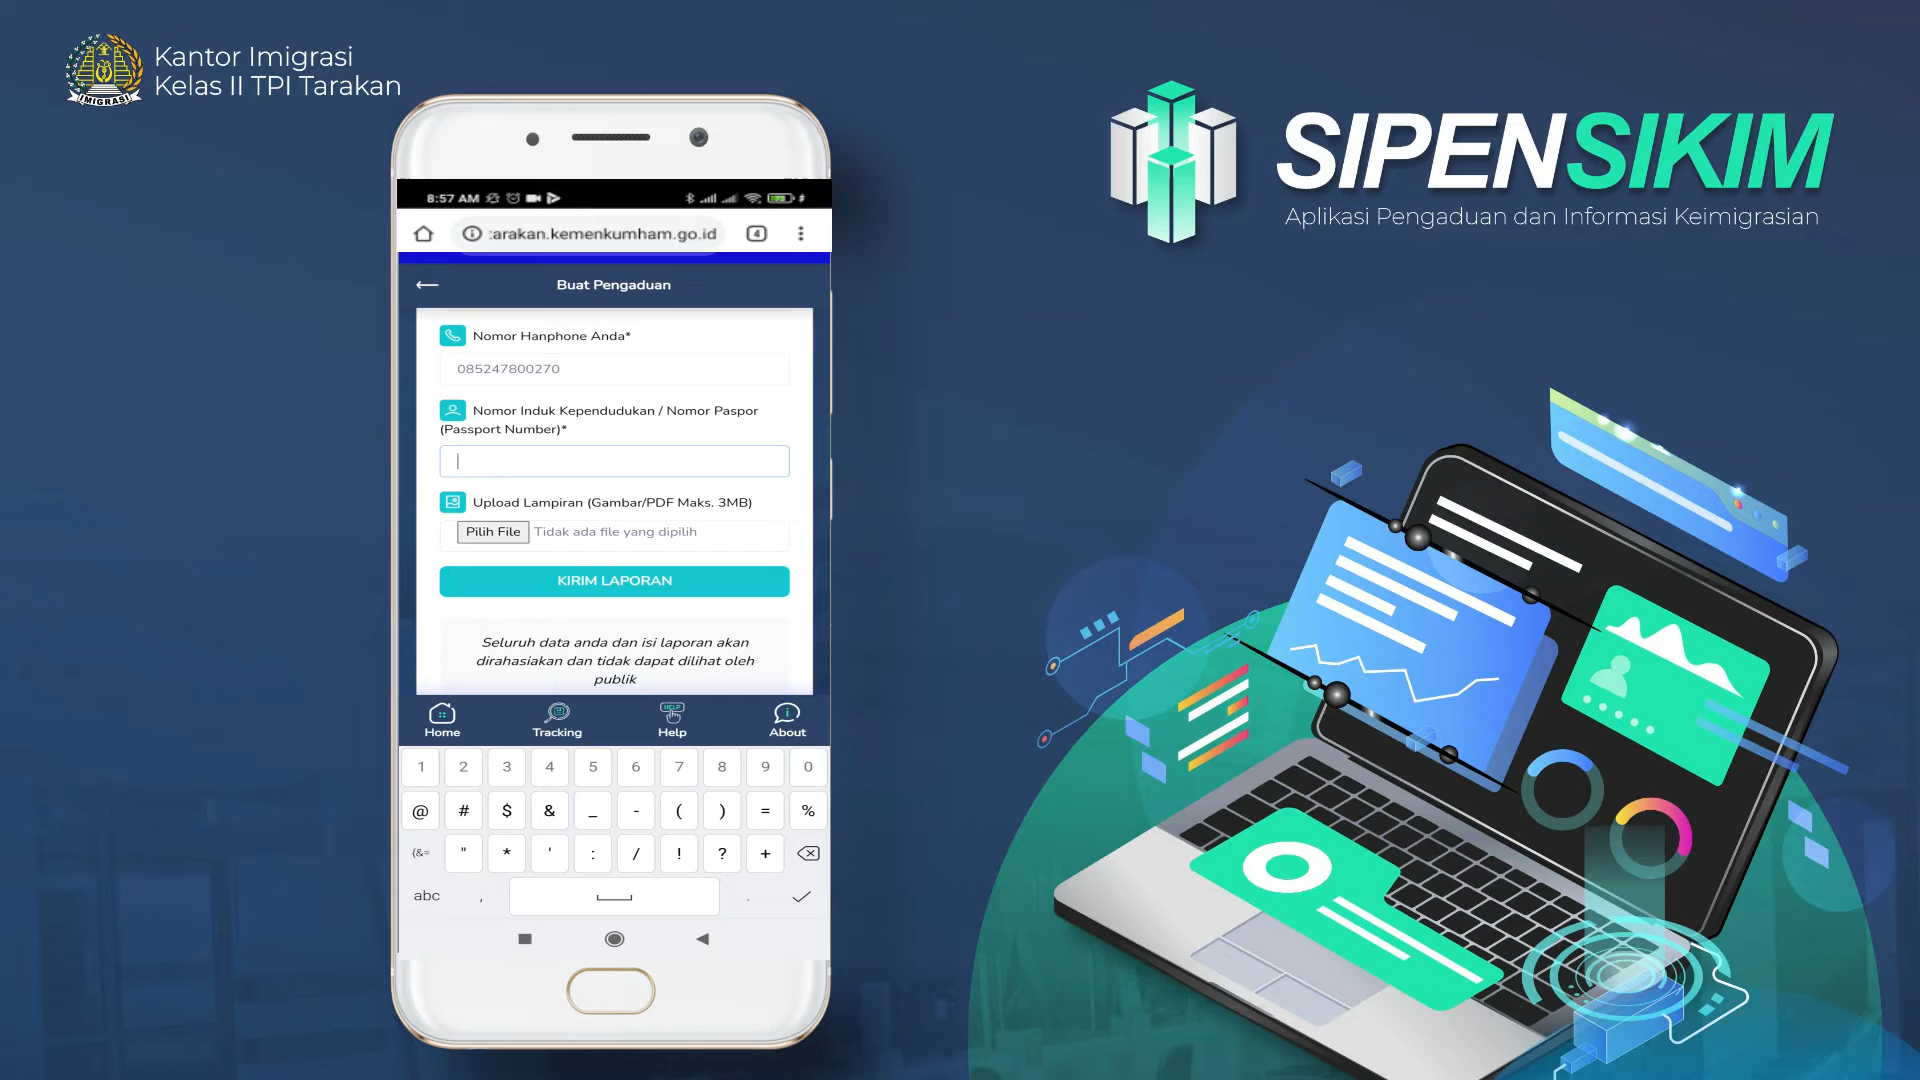 Kantor Imigrasi
Kelas II TPI Tarakan
IMIGRASI
SIPENSIKIM
Aplikasi Pengaduan dan Informasi Keimigrasian
8:57 AM
:arakan.kemenkumham.go.id
4
Buat Pengaduan
Nomor Hanphone Anda*
085247800270
Nomor Induk Kependudukan / Nomor Paspor
(Passport Number)*
Upload Lampiran (Gambar/PDF Maks. 3MB)
Pilih File Tidak ada file yang dipilih
KIRIM LAPORAN
Seluruh data anda dan isi laporan akan
dirahasiakan dan tidak dapat dilihat oleh
publik
HELP
Home Tracking Help About
1 2 3 4 5 6 7 8 9 0
@ # $ & _ - ( ) = %
{&= " * ' : / ! ? +
abc , .